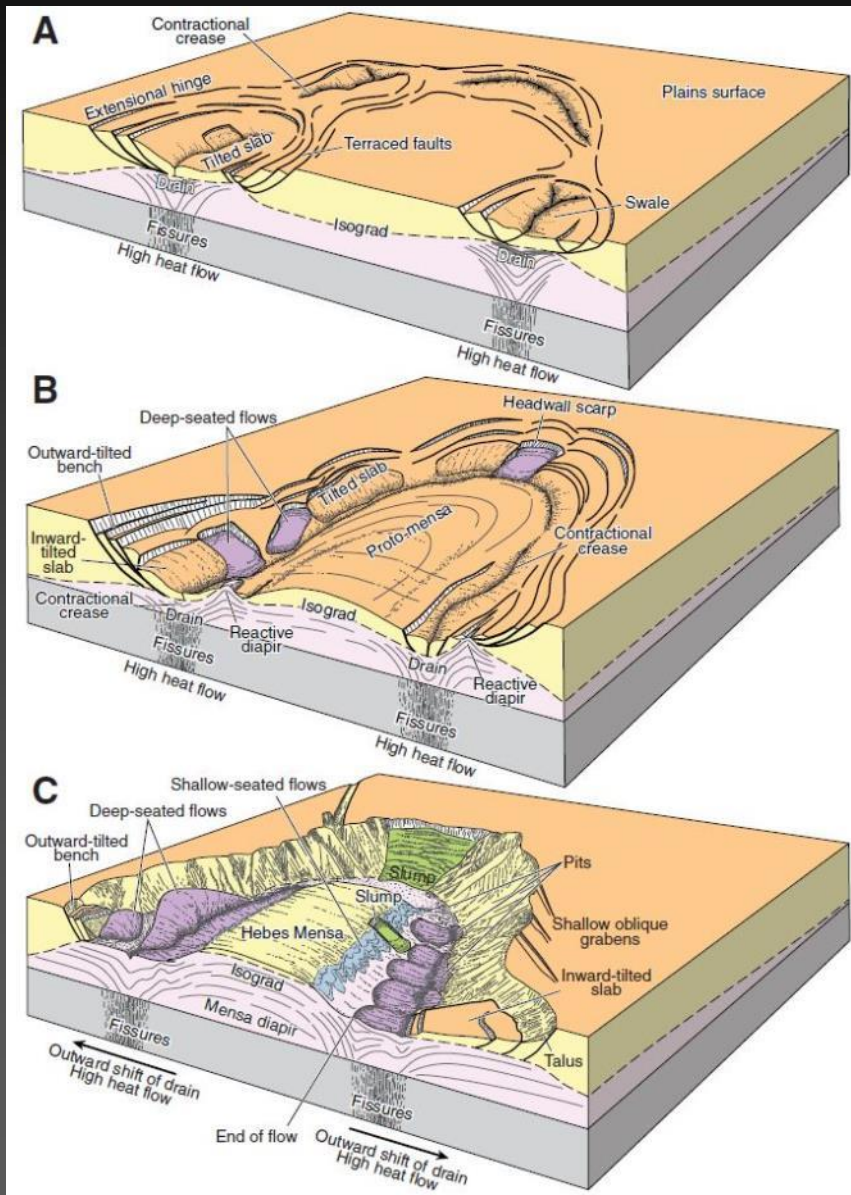 A
Contractional
crease
Extensional hinge
Plains surface
Tilted slab
Terraced faults
Drain
Swale
Isograd
Fissures
Drain
High heat flow
Fissures
High heat flow
B
Deep-seated flows
Headwall scarp
Outward-tilted
bench
Tilted slab
Proto-mensa
Inward-
tilted
slab
Contractional
crease
Isograd
Contractional
crease
Drain
Reactive
diapir
Fissures
Drain
Reactive
diapir
High heat flow
Fissures
High heat flow
C
Shallow-seated flows
Deep-seated flows
Outward-tilted
bench
Slump
Pits
Slump
Hebes Mensa
Shallow oblique
grabens
Isograd
Inward-tilted
slab
Mensa diapir
Fissures
Talus
Outward shift of drain
High heat flow
Fissures
End of flow
Outward shift of drain
High heat flow